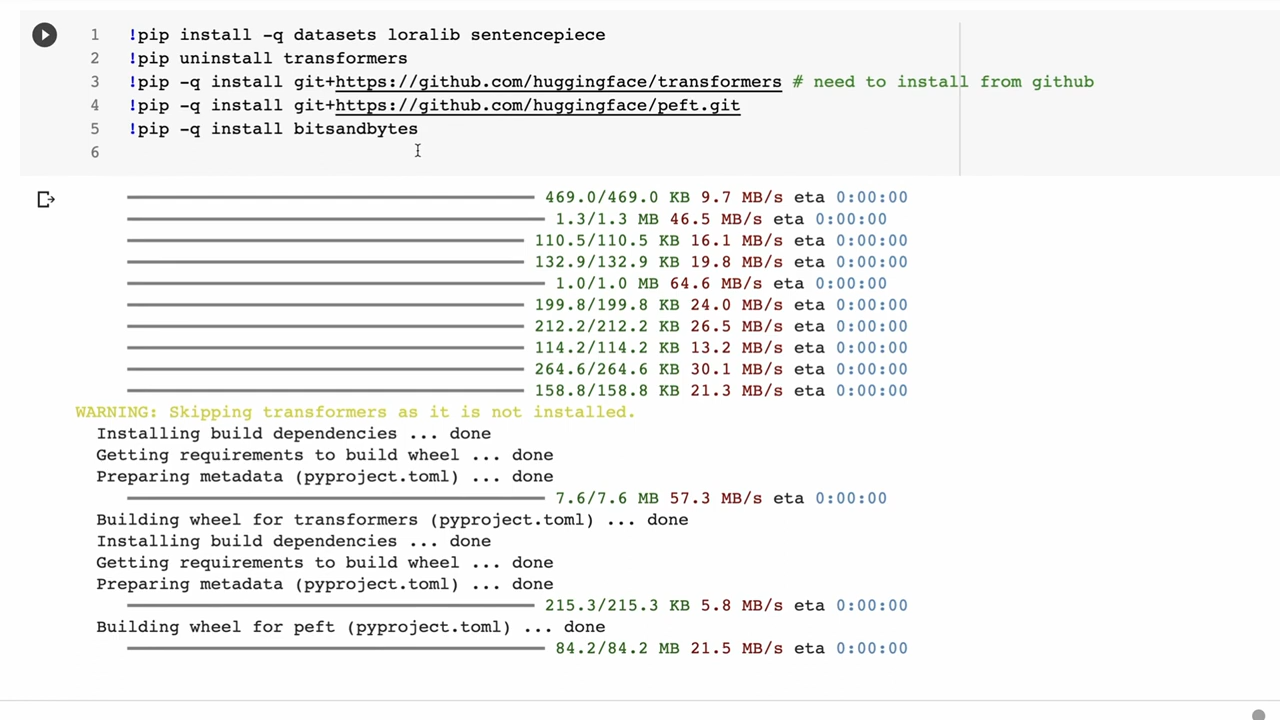 1 !pip install -q datasets loralib sentencepiece
2 !pip uninstall transformers
3 !pip -q install git+https://github.com/huggingface/transformers # need to install from github
4 !pip -q install git+https://github.com/huggingface/peft.git
5 !pip -q install bitsandbytes
6
469.0/469.0 KB 9.7 MB/s eta 0:00:00
1.3/1.3 MB 46.5 MB/s eta 0:00:00
110.5/110.5 KB 16.1 MB/s eta 0:00:00
132.9/132.9 KB 19.8 MB/s eta 0:00:00
1.0/1.0 MB 64.6 MB/s eta 0:00:00
199.8/199.8 KB 24.0 MB/s eta 0:00:00
212.2/212.2 KB 26.5 MB/s eta 0:00:00
114.2/114.2 KB 13.2 MB/s eta 0:00:00
264.6/264.6 KB 30.1 MB/s eta 0:00:00
158.8/158.8 KB 21.3 MB/s eta 0:00:00
WARNING: Skipping transformers as it is not installed.
Installing build dependencies ... done
Getting requirements to build wheel ... done
Preparing metadata (pyproject.toml) ... done
7.6/7.6 MB 57.3 MB/s eta 0:00:00
Building wheel for transformers (pyproject.toml) ... done
Installing build dependencies ... done
Getting requirements to build wheel ... done
Preparing metadata (pyproject.toml) ... done
215.3/215.3 KB 5.8 MB/s eta 0:00:00
Building wheel for peft (pyproject.toml) ... done
84.2/84.2 MB 21.5 MB/s eta 0:00:00